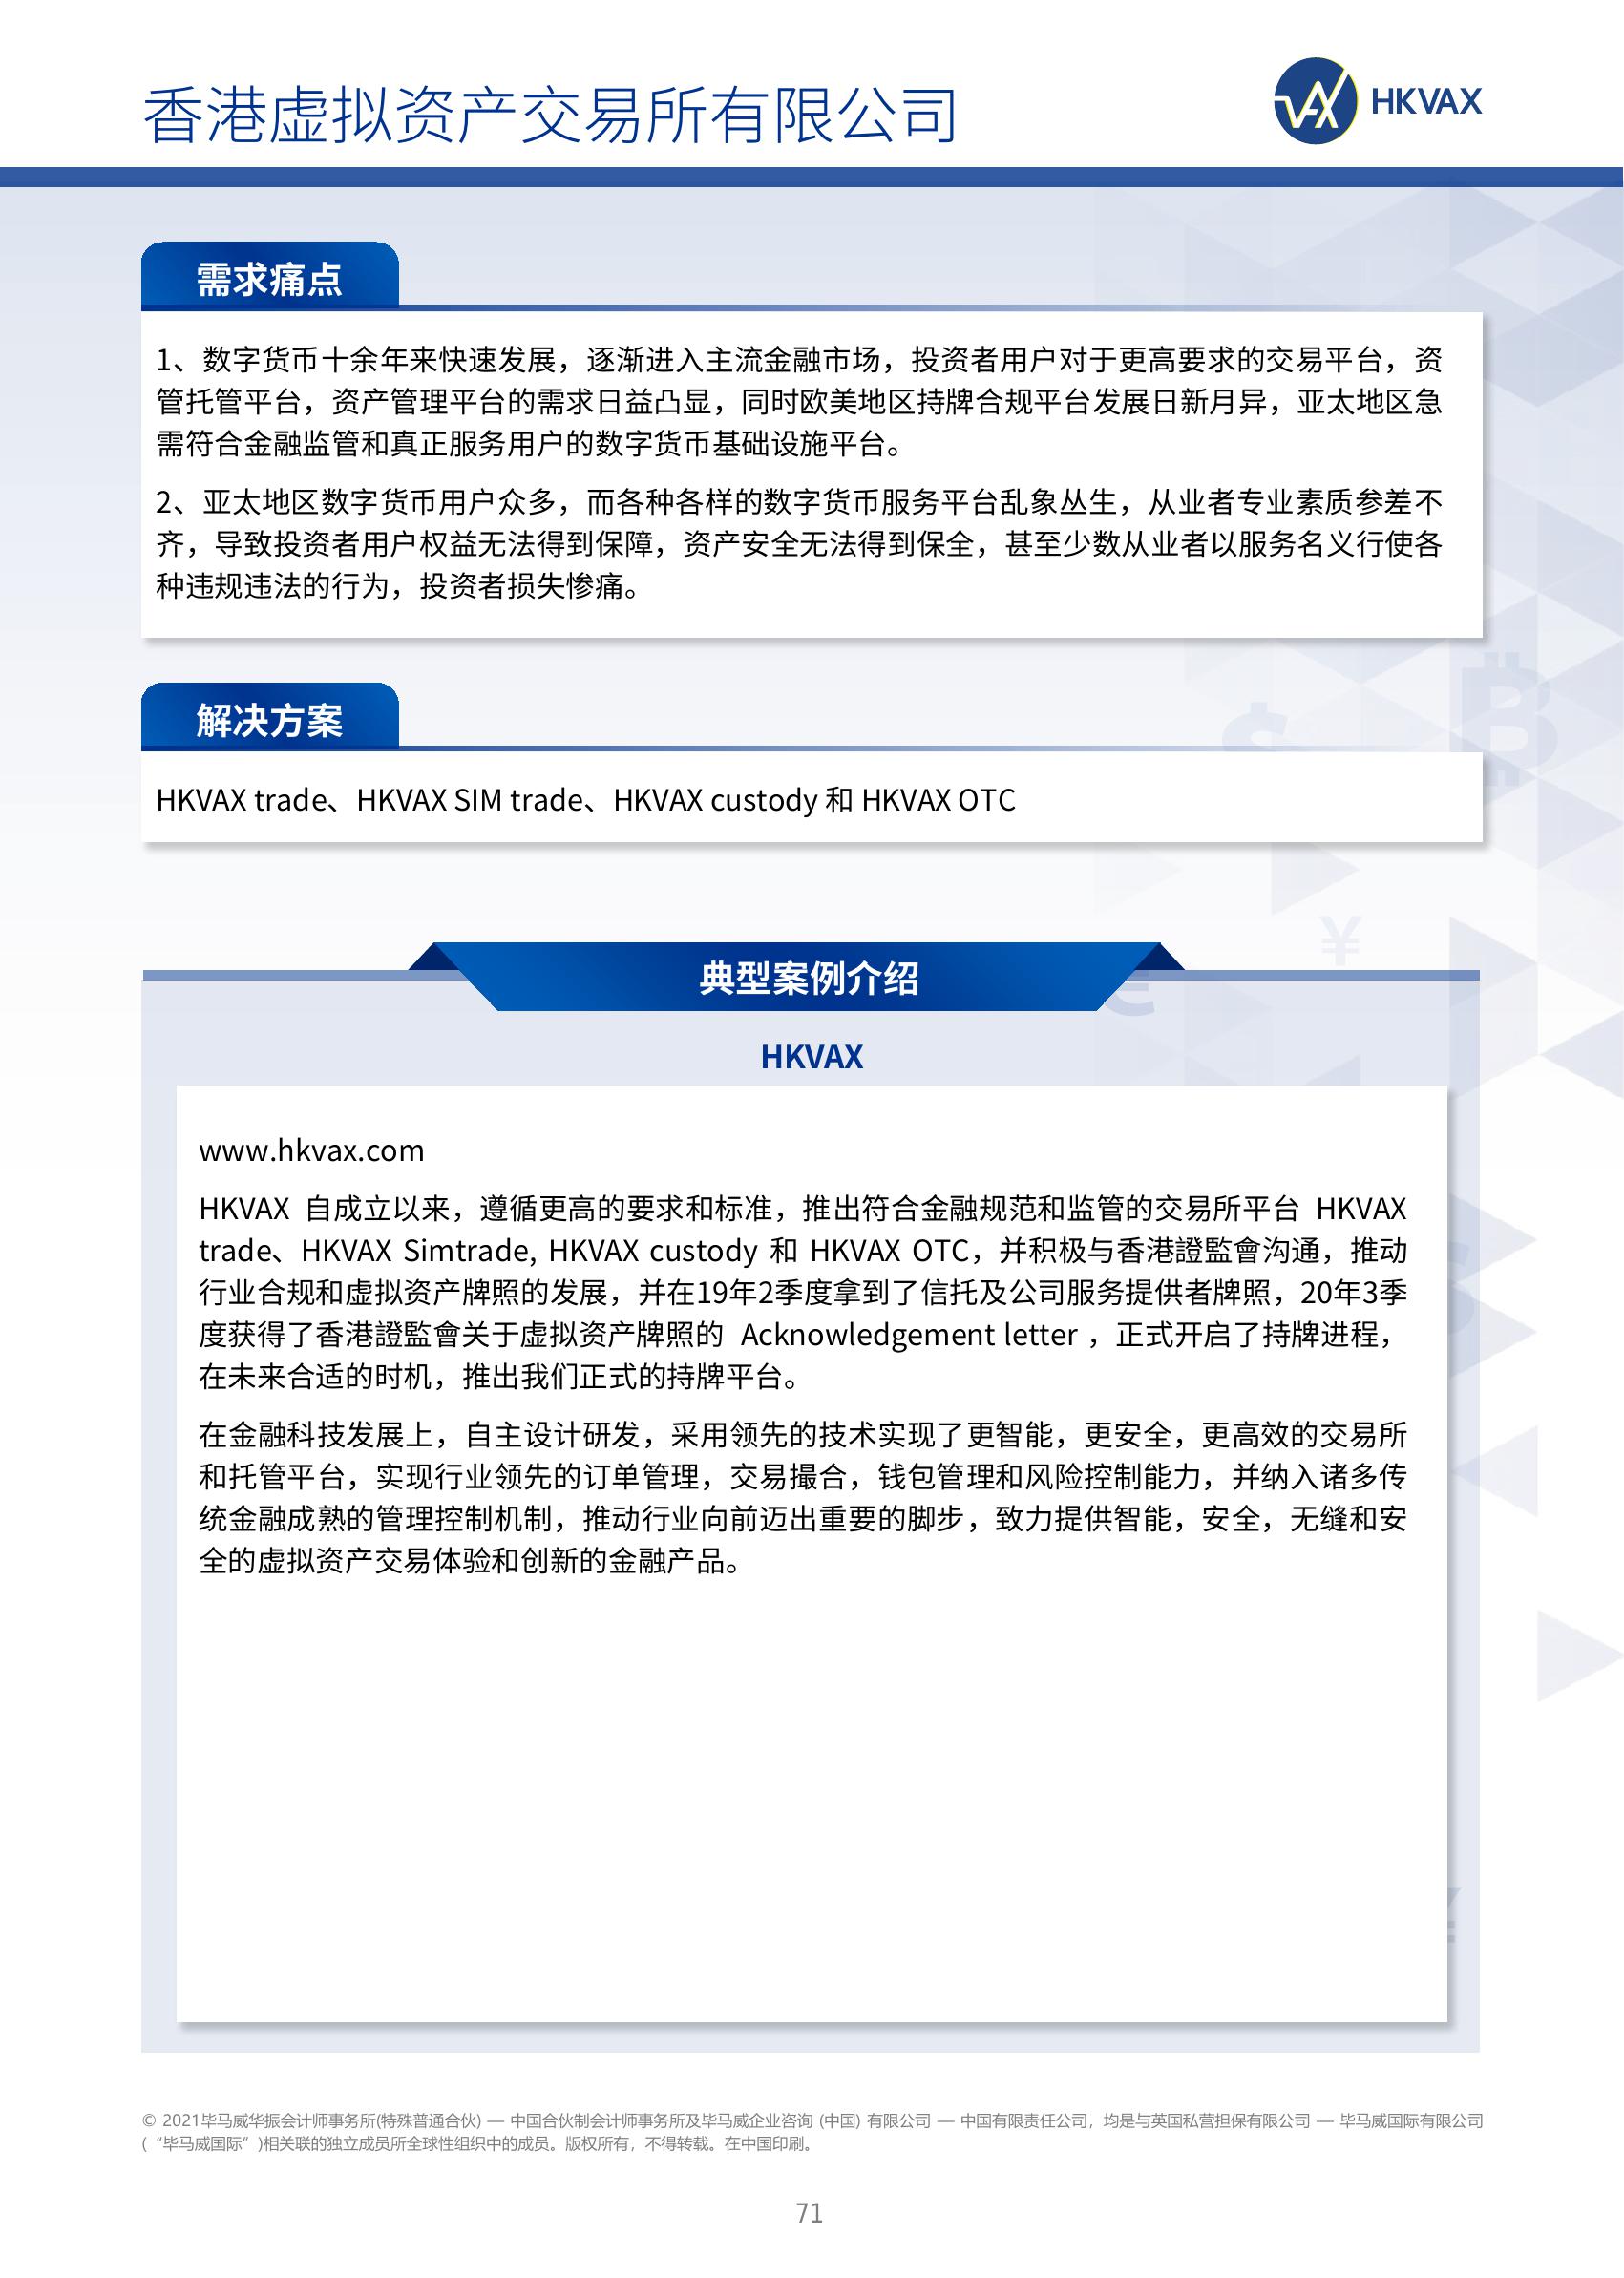 香港虚拟资产交易所有限公司
HKVAX
需求痛点
1、数字货币十余年来快速发展，逐渐进入主流金融市场，投资者用户对于更高要求的交易平台，资
管托管平台，资产管理平台的需求日益凸显，同时欧美地区持牌合规平台发展日新月异，亚太地区急
需符合金融监管和真正服务用户的数字货币基础设施平台。
2、亚太地区数字货币用户众多，而各种各样的数字货币服务平台乱象丛生，从业者专业素质参差不
齐，导致投资者用户权益无法得到保障，资产安全无法得到保全，甚至少数从业者以服务名义行使各
种违规违法的行为，投资者损失惨痛。
解决方案
HKVAX trade、HKVAX SIM trade、HKVAX custody 和 HKVAX OTC
典型案例介绍
HKVAX
www.hkvax.com
HKVAX 自成立以来，遵循更高的要求和标准，推出符合金融规范和监管的交易所平台 HKVAX
trade、HKVAX Simtrade, HKVAX custody 和 HKVAX OTC，并积极与香港證監會沟通，推动
行业合规和虚拟资产牌照的发展，并在19年2季度拿到了信托及公司服务提供者牌照，20年3季
度获得了香港證監會关于虚拟资产牌照的 Acknowledgement letter ，正式开启了持牌进程，
在未来合适的时机，推出我们正式的持牌平台。
在金融科技发展上，自主设计研发，采用领先的技术实现了更智能，更安全，更高效的交易所
和托管平台，实现行业领先的订单管理，交易撮合，钱包管理和风险控制能力，并纳入诸多传
统金融成熟的管理控制机制，推动行业向前迈出重要的脚步，致力提供智能，安全，无缝和安
全的虚拟资产交易体验和创新的金融产品。
© 2021毕马威华振会计师事务所(特殊普通合伙) — 中国合伙制会计师事务所及毕马威企业咨询 (中国) 有限公司 — 中国有限责任公司，均是与英国私营担保有限公司 — 毕马威国际有限公司
(“毕马威国际”)相关联的独立成员所全球性组织中的成员。版权所有，不得转载。在中国印刷。
71